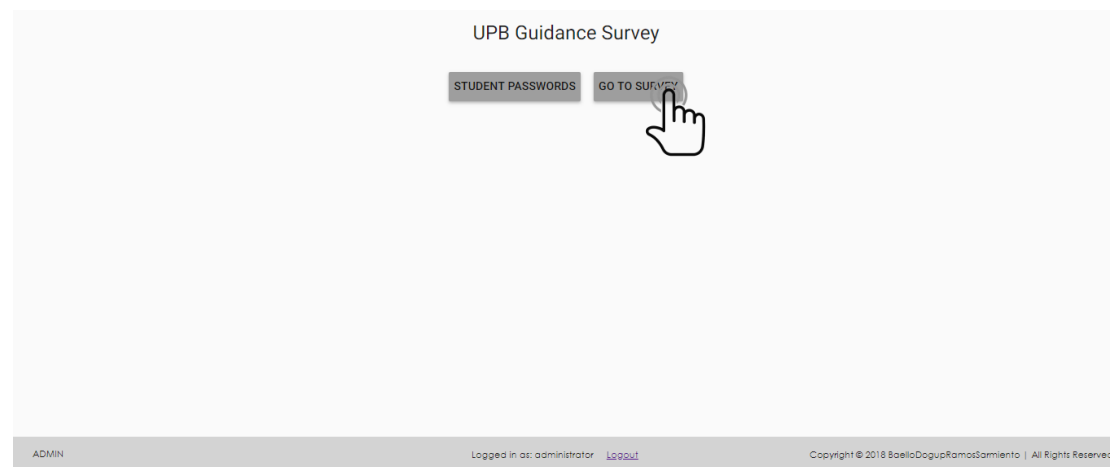 UPB Guidance Survey
STUDENT PASSWORDS GO TO SURVEY
ADMIN Logged in as: administrator Logout Copyright © 2018 BaelloDogupRamosSarmiento | All Rights Reserved